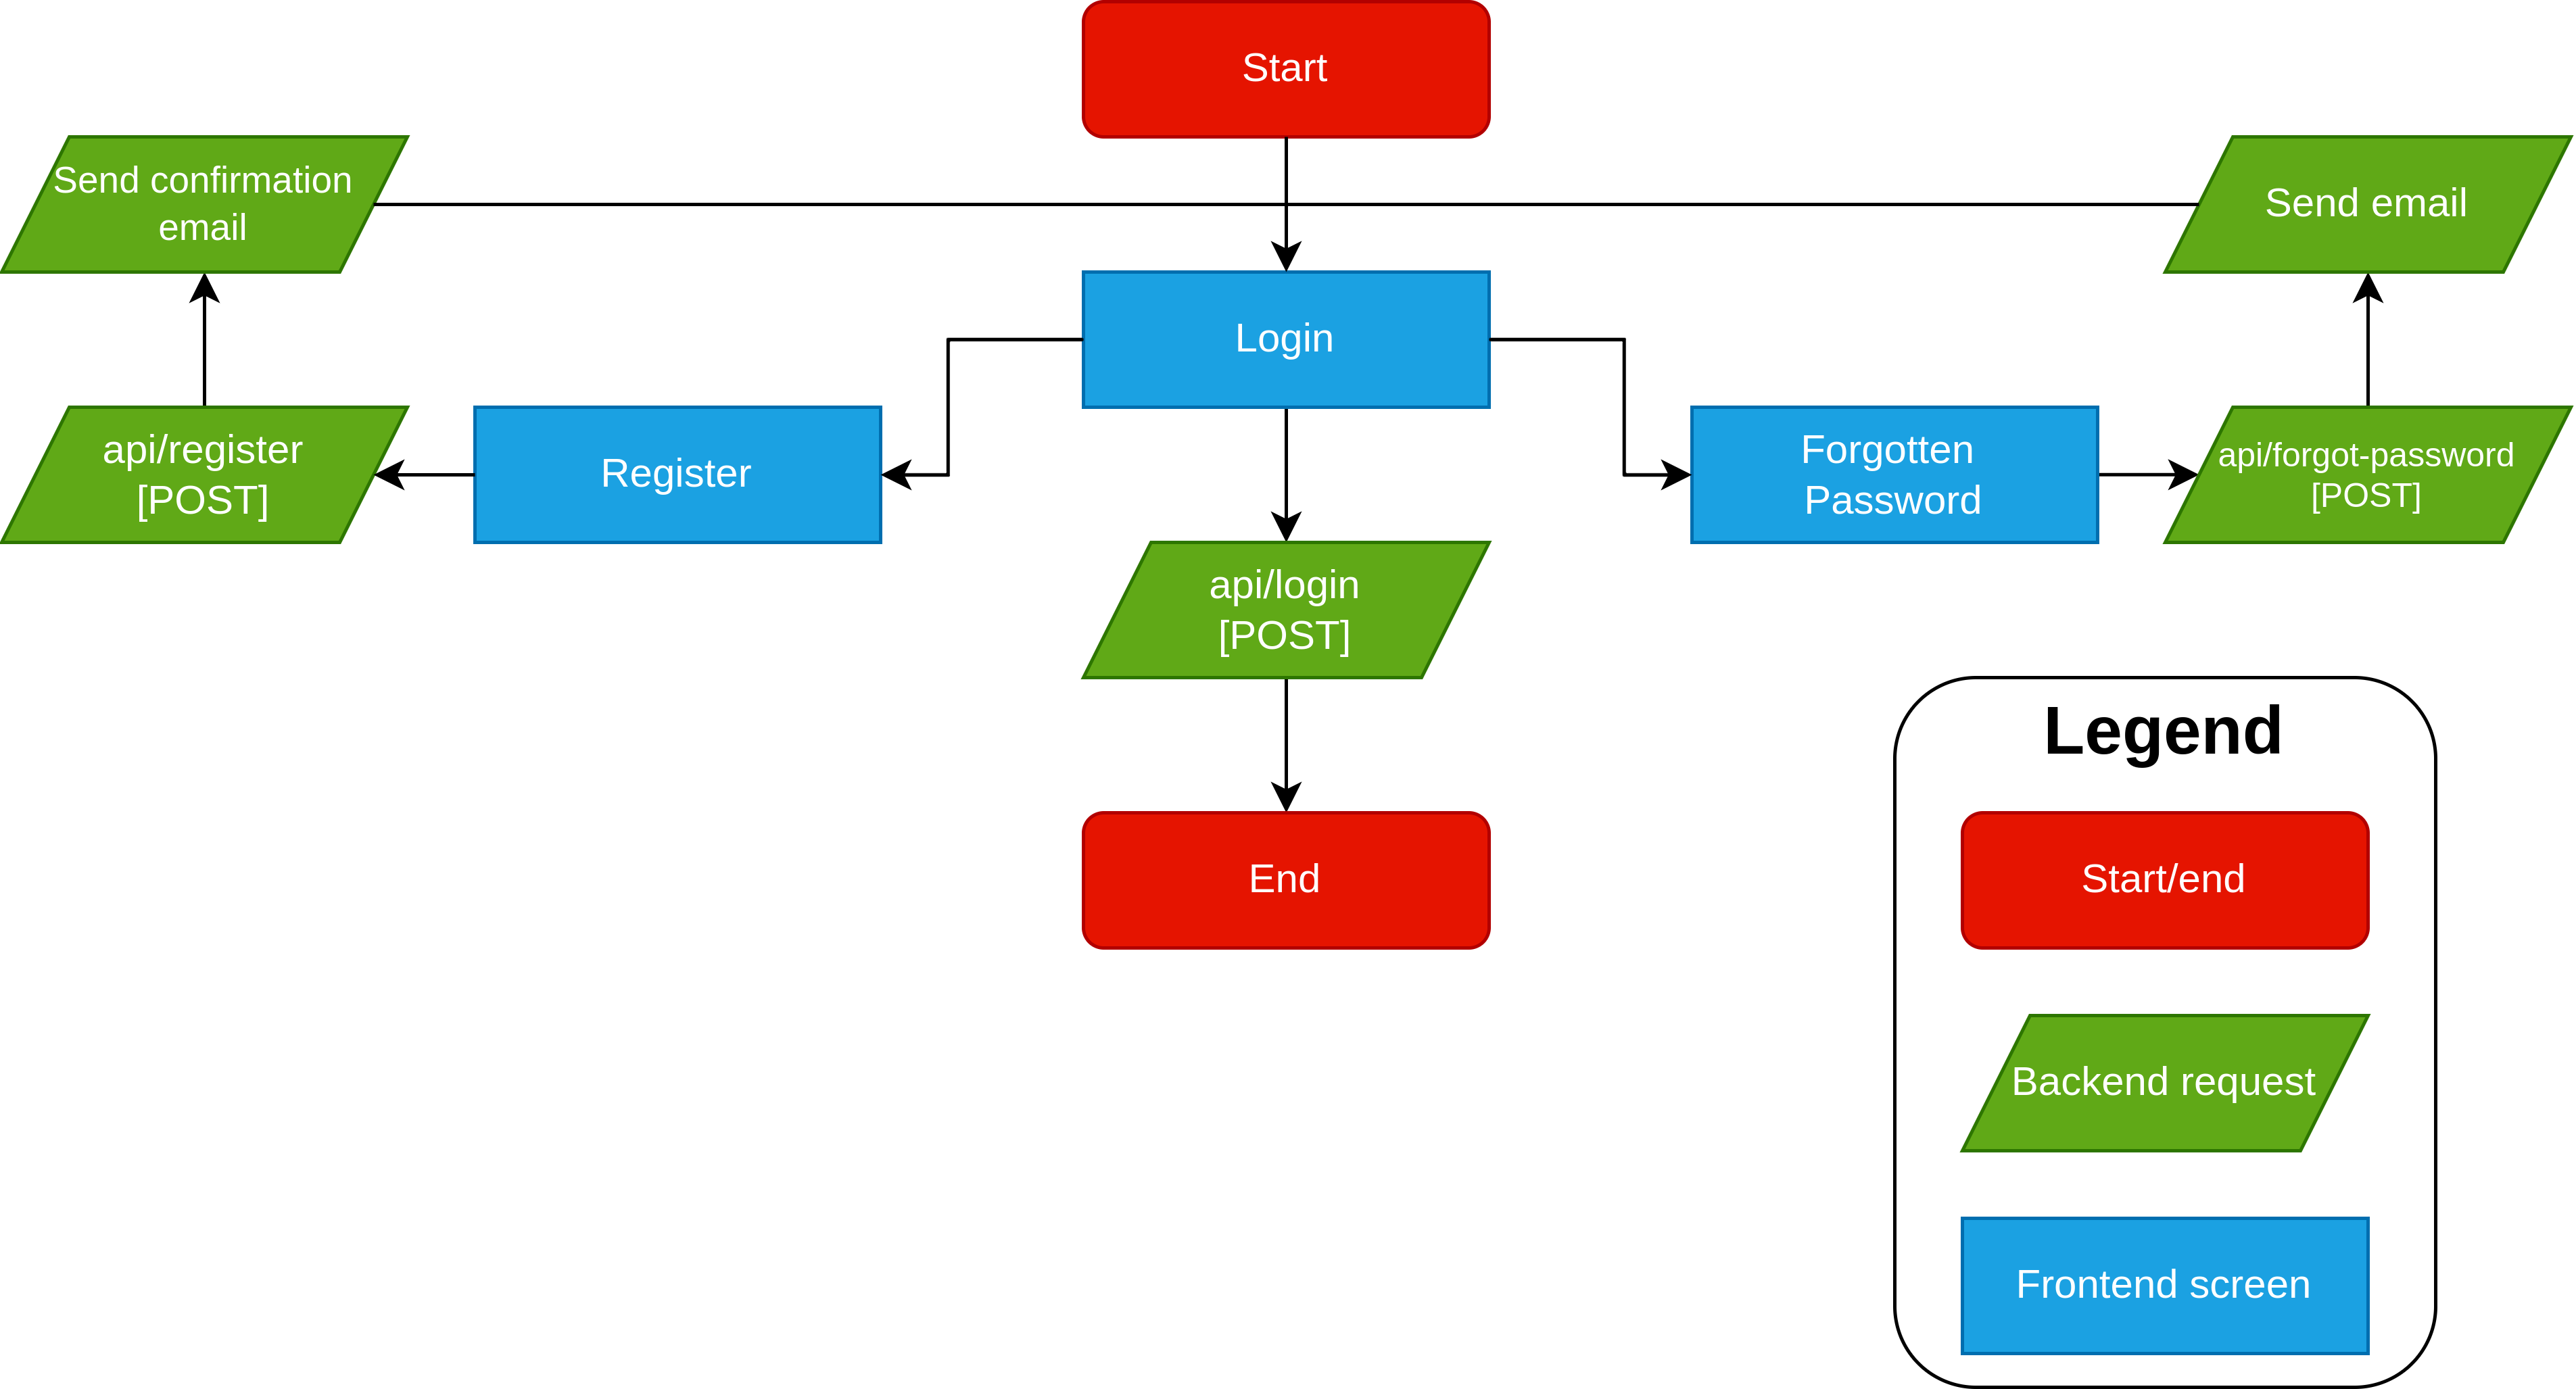 Start
Send confirmation
email
Send email
Login
api/register
[POST]
Register
Forgotten
Password
api/forgot-password
[POST]
api/login
[POST]
Legend
End
Start/end
Backend request
Frontend screen